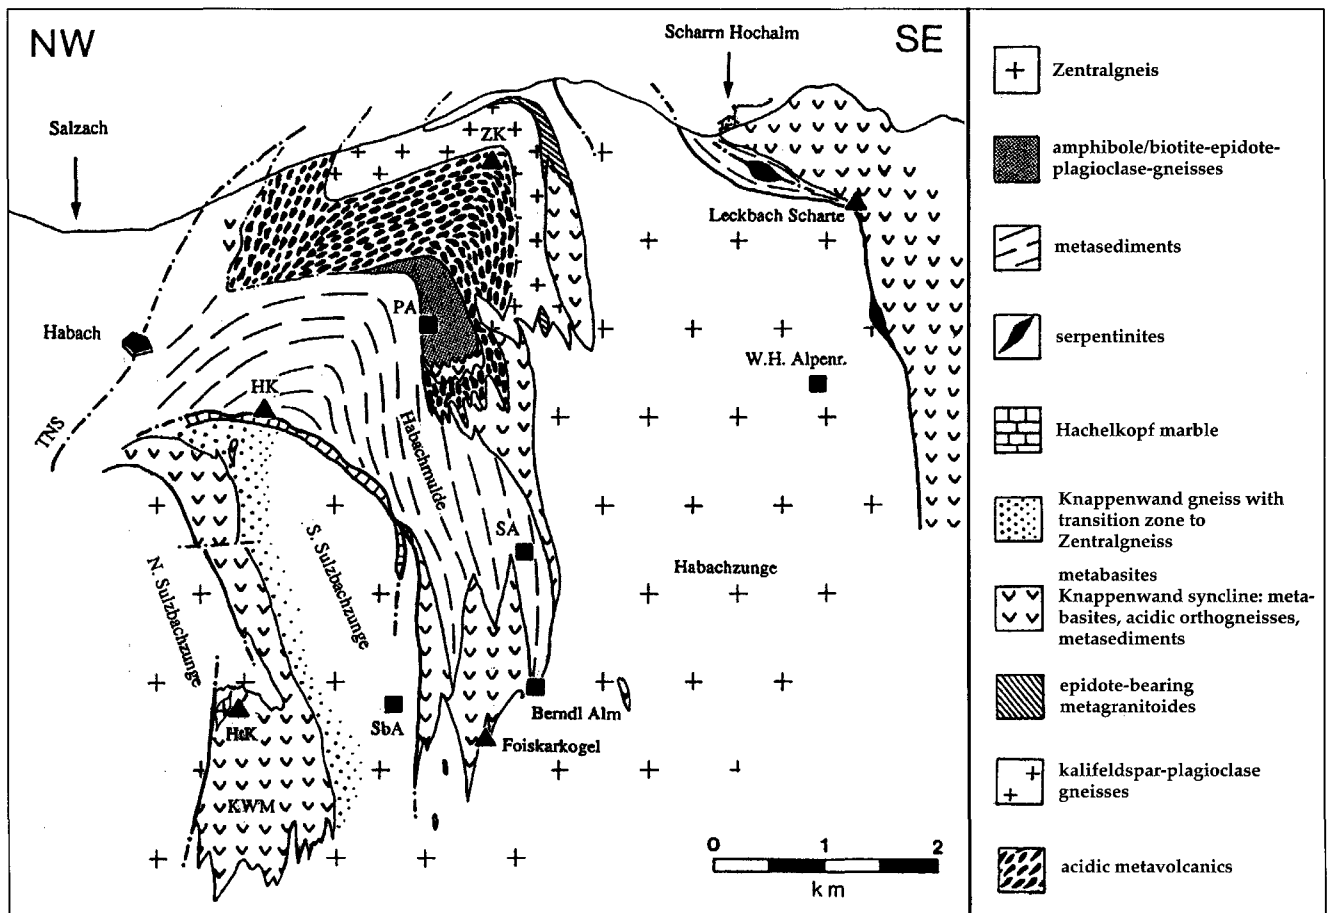 NW
SE
Scharrn Hochalm
Salzach
ZK
Leckbach Scharte
PA
Habach
W.H. Alpenr.
HK
TNS
Habachmulde
SA
S. Sulzbachzunge
N. Sulzbachzunge
Habachzunge
Berndl Alm
SbA
HtK
Foiskarkogel
KWM
0 1 2
km
Zentralgneis
amphibole/biotite-epidote-
plagioclase-gneisses
metasediments
serpentinites
Hachelkopf marble
Knappenwand gneiss with
transition zone to
Zentralgneiss
metabasites
Knappenwand syncline: meta-
basites, acidic orthogneisses,
metasediments
epidote-bearing
metagranitoides
kalifeldspar-plagioclase
gneisses
acidic metavolcanics